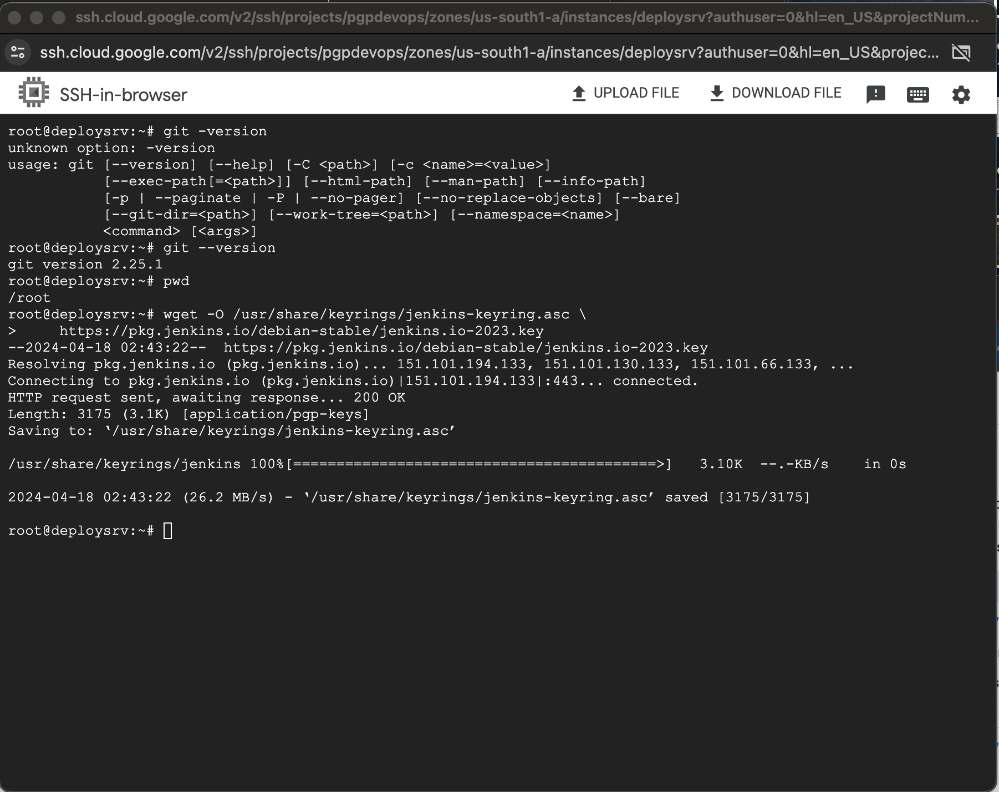 ssh.cloud.google.com/v2/ssh/projects/pgpdevops/zones/us-south1-a/instances/deploysrv?authuser=0&hl=en_US&projectNum...
ssh.cloud.google.com/v2/ssh/projects/pgpdevops/zones/us-south1-a/instances/deploysrv?authuser=0&hl=en_US&projec...
SSH-in-browser UPLOAD FILE DOWNLOAD FILE
root@deploysrv:~# git -version
unknown option: -version
usage: git [--version] [--help] [-C <path>] [-c <name>=<value>]
           [--exec-path[=<path>]] [--html-path] [--man-path] [--info-path]
           [-p | --paginate | -P | --no-pager] [--no-replace-objects] [--bare]
           [--git-dir=<path>] [--work-tree=<path>] [--namespace=<name>]
           <command> [<args>]
root@deploysrv:~# git --version
git version 2.25.1
root@deploysrv:~# pwd
/root
root@deploysrv:~# wget -O /usr/share/keyrings/jenkins-keyring.asc \
>     https://pkg.jenkins.io/debian-stable/jenkins.io-2023.key
--2024-04-18 02:43:22--  https://pkg.jenkins.io/debian-stable/jenkins.io-2023.key
Resolving pkg.jenkins.io (pkg.jenkins.io)... 151.101.194.133, 151.101.130.133, 151.101.66.133, ...
Connecting to pkg.jenkins.io (pkg.jenkins.io)|151.101.194.133|:443... connected.
HTTP request sent, awaiting response... 200 OK
Length: 3175 (3.1K) [application/pgp-keys]
Saving to: ‘/usr/share/keyrings/jenkins-keyring.asc’
/usr/share/keyrings/jenkins 100%[==========================================>]   3.10K  --.-KB/s    in 0s
2024-04-18 02:43:22 (26.2 MB/s) - ‘/usr/share/keyrings/jenkins-keyring.asc’ saved [3175/3175]
root@deploysrv:~#